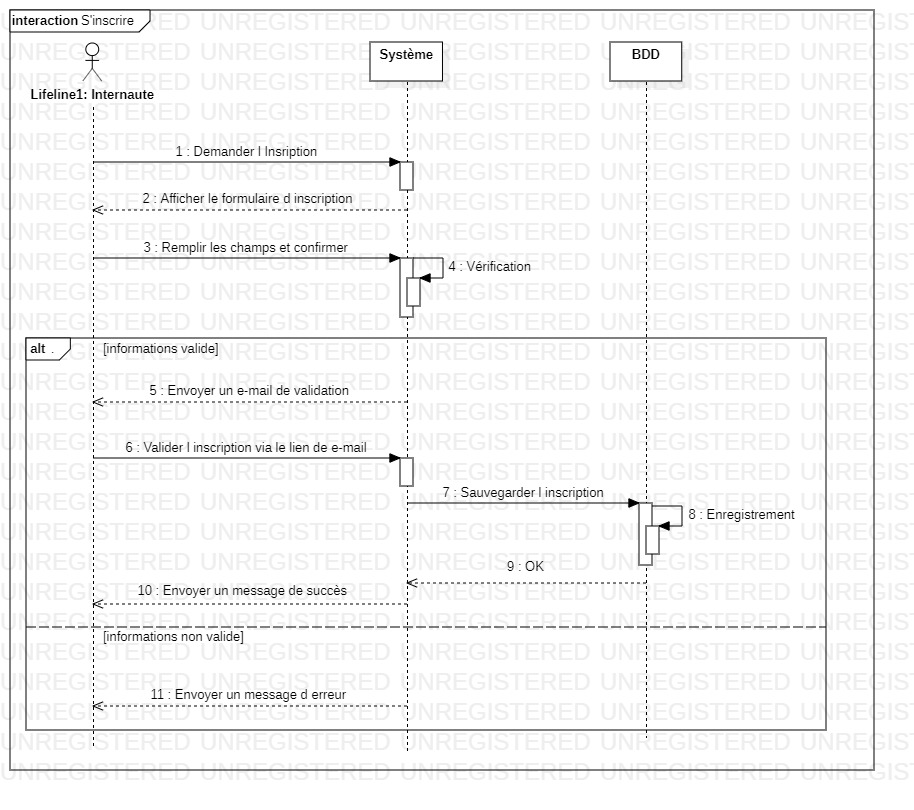 interaction S'inscrire
Système
BDD
Lifeline1: Internaute
1 : Demander l Insription
2 : Afficher le formulaire d inscription
3 : Remplir les champs et confirmer
4 : Vérification
alt .
[informations valide]
5 : Envoyer un e-mail de validation
6 : Valider l inscription via le lien de e-mail
7 : Sauvegarder l inscription
8 : Enregistrement
9 : OK
10 : Envoyer un message de succès
[informations non valide]
11 : Envoyer un message d erreur
UNREGISTERED